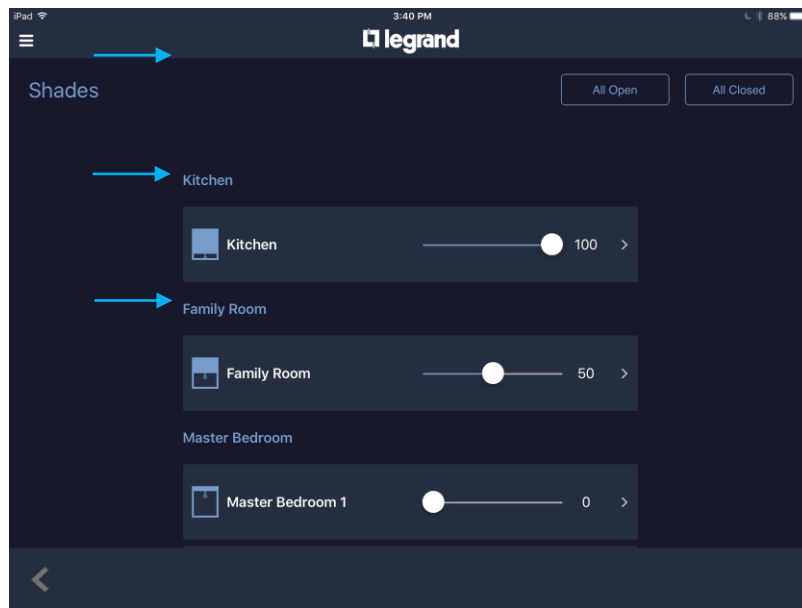 iPad 3:40 PM 88%
legrand
Shades All Open All Closed
Kitchen
Kitchen 100
Family Room
Family Room 50
Master Bedroom
Master Bedroom 1 0